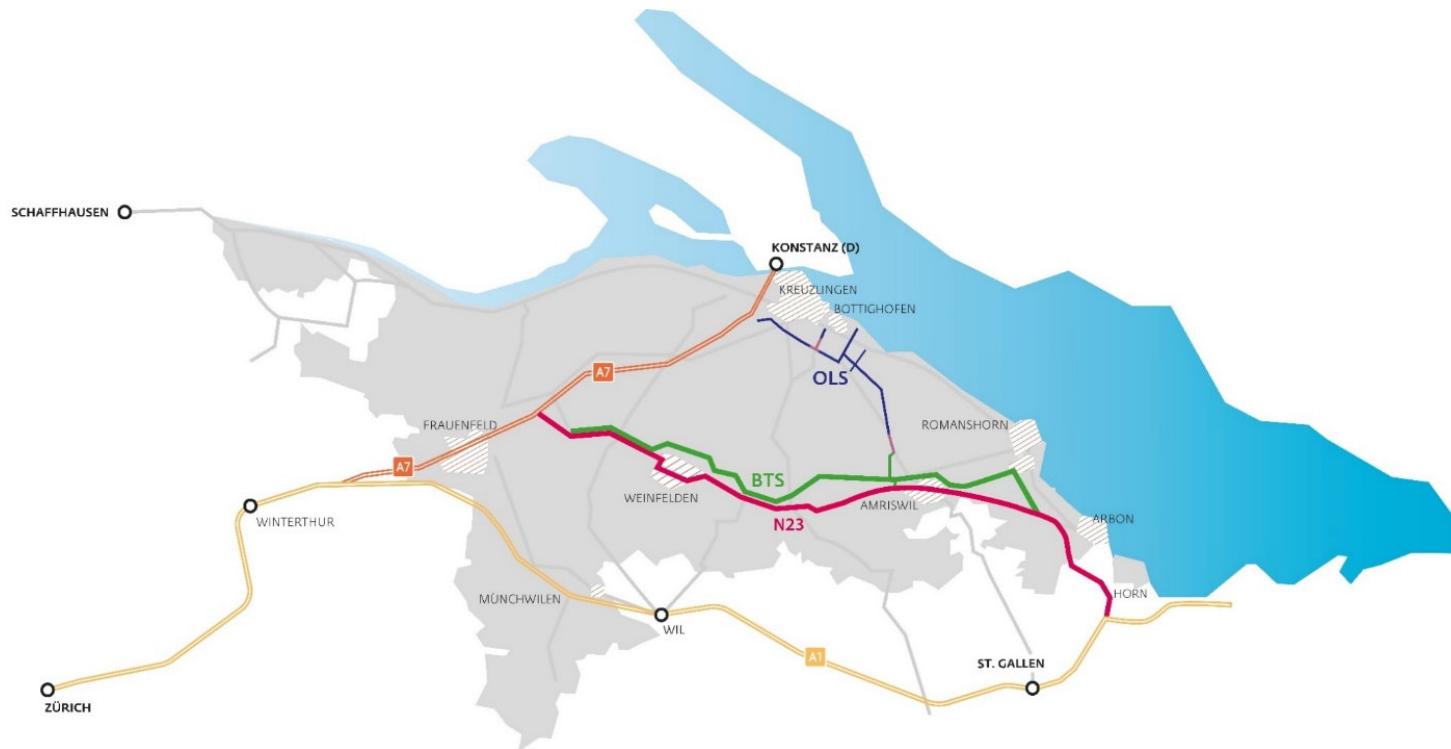 SCHAFFHAUSEN
KONSTANZ (D)
KREUZLINGEN
BOTTIGHOFEN
A7
OLS
FRAUENFELD
ROMANSHORN
A7
BTS
WEINFELDEN
AMRISWIL
WINTERTHUR
N23
ARBON
MÜNCHWILEN
HORN
WIL
A1
ST. GALLEN
ZÜRICH